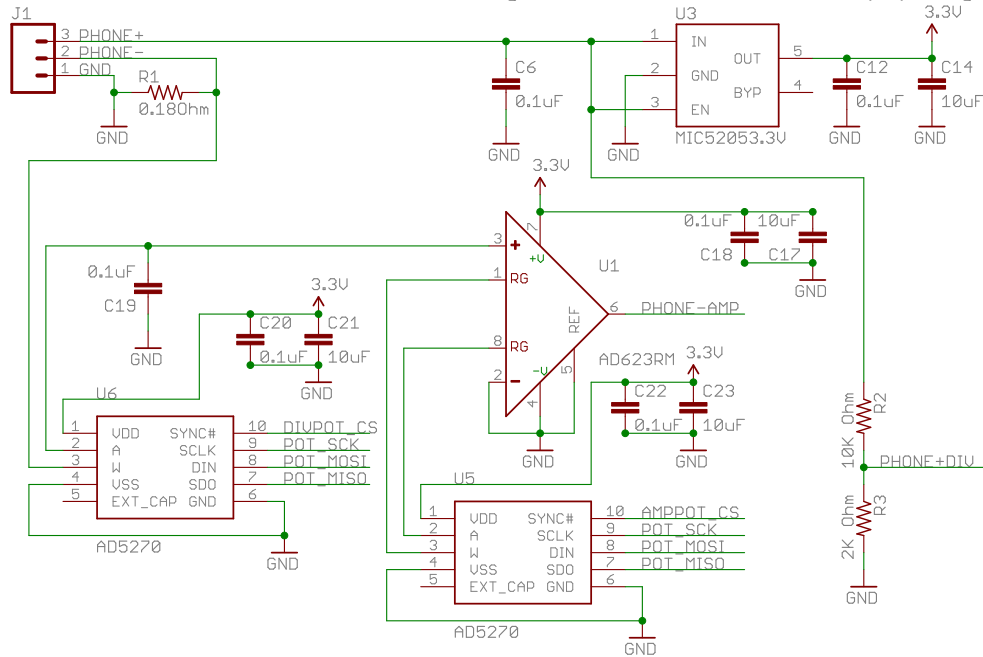 J1
3 PHONE+
2 PHONE-
1 GND
R1
0.18Ohm
GND
C6
0.1uF
GND
U3
1 IN
2 GND
3 EN
OUT 5
BYP 4
MIC52053.3V
GND
3.3V
C12
0.1uF
GND
C14
10uF
GND
3.3V
7
+V
3 +
1 RG
8 RG
2 -
-V
4
REF
5
6
U1
PHONE-AMP
AD623RM
GND
0.1uF
C18
10uF
C17
GND
0.1uF
C19
GND
3.3V
C20
0.1uF
C21
10uF
GND
3.3V
C22
0.1uF
C23
10uF
GND
U6
1 VDD SYNC# 10 DIVPOT_CS
2 A SCLK 9 POT_SCK
3 W DIN 8 POT_MOSI
4 VSS SDO 7 POT_MISO
5 EXT_CAP GND 6
AD5270
GND
U5
1 VDD SYNC# 10 AMPPOT_CS
2 A SCLK 9 POT_SCK
3 W DIN 8 POT_MOSI
4 VSS SDO 7 POT_MISO
5 EXT_CAP GND 6
AD5270
GND
10K Ohm
R2
PHONE+DIV
2K Ohm
R3
GND